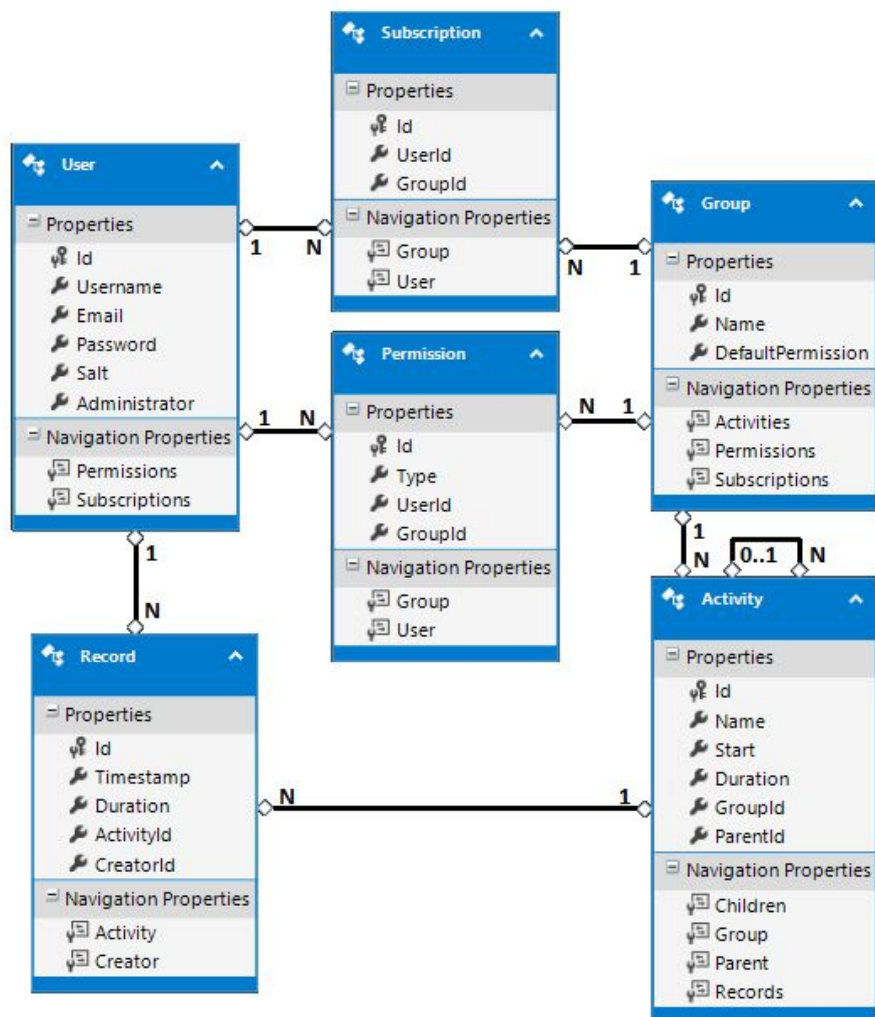 Subscription
Properties
Id
UserId
GroupId
Navigation Properties
Group
User
User
Properties
Id
Username
Email
Password
Salt
Administrator
Navigation Properties
Permissions
Subscriptions
1
N
N
1
Group
Properties
Id
Name
DefaultPermission
Navigation Properties
Activities
Permissions
Subscriptions
Permission
Properties
Id
Type
UserId
GroupId
Navigation Properties
Group
User
1
N
N
1
1
N
1
N
0..1
N
Record
Properties
Id
Timestamp
Duration
ActivityId
CreatorId
Navigation Properties
Activity
Creator
N
1
Activity
Properties
Id
Name
Start
Duration
GroupId
ParentId
Navigation Properties
Children
Group
Parent
Records